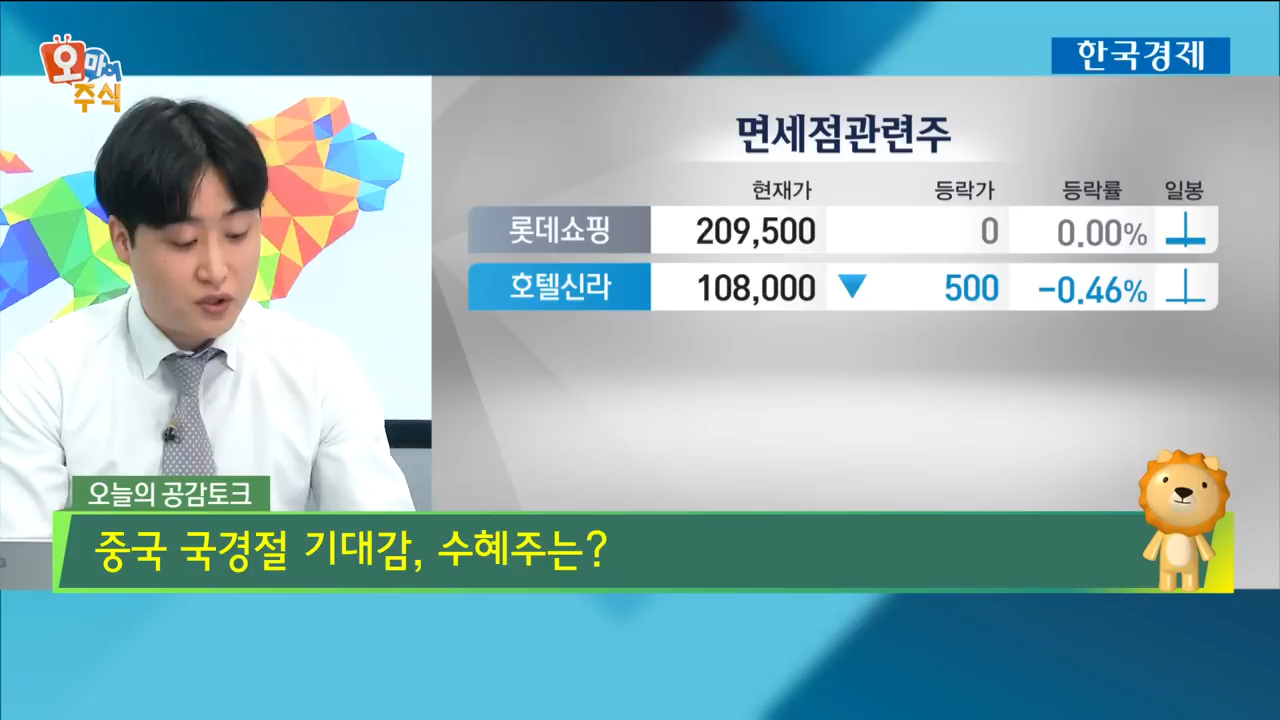 오마이
주식
한국경제
면세점관련주
현재가 등락가 등락률 일봉
롯데쇼핑 209,500 0 0.00%
호텔신라 108,000 ▼ 500 -0.46%
오늘의 공감토크
중국 국경절 기대감, 수혜주는?